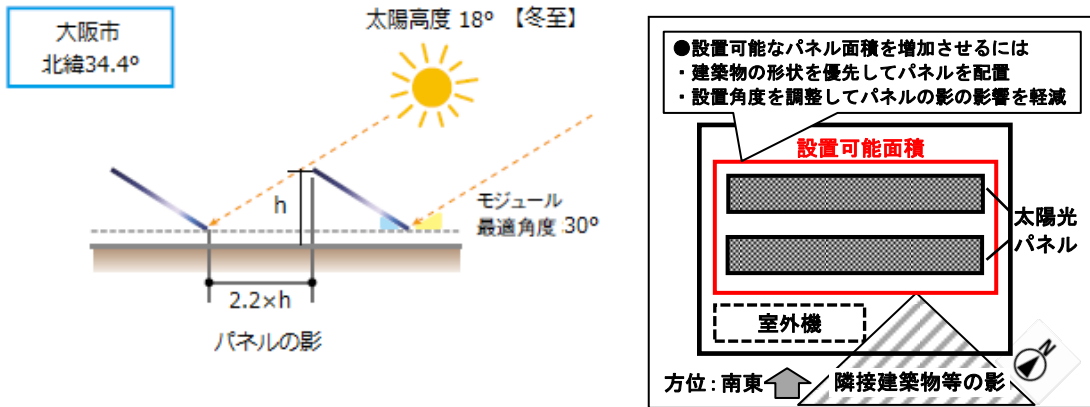 大阪市
北緯34.4°
太陽高度 18° 【冬至】
h
モジュール
最適角度 30°
2.2×h
パネルの影
●設置可能なパネル面積を増加させるには
・建築物の形状を優先してパネルを配置
・設置角度を調整してパネルの影の影響を軽減
設置可能面積
太陽光
パネル
室外機
N
方位：南東
隣接建築物等の影